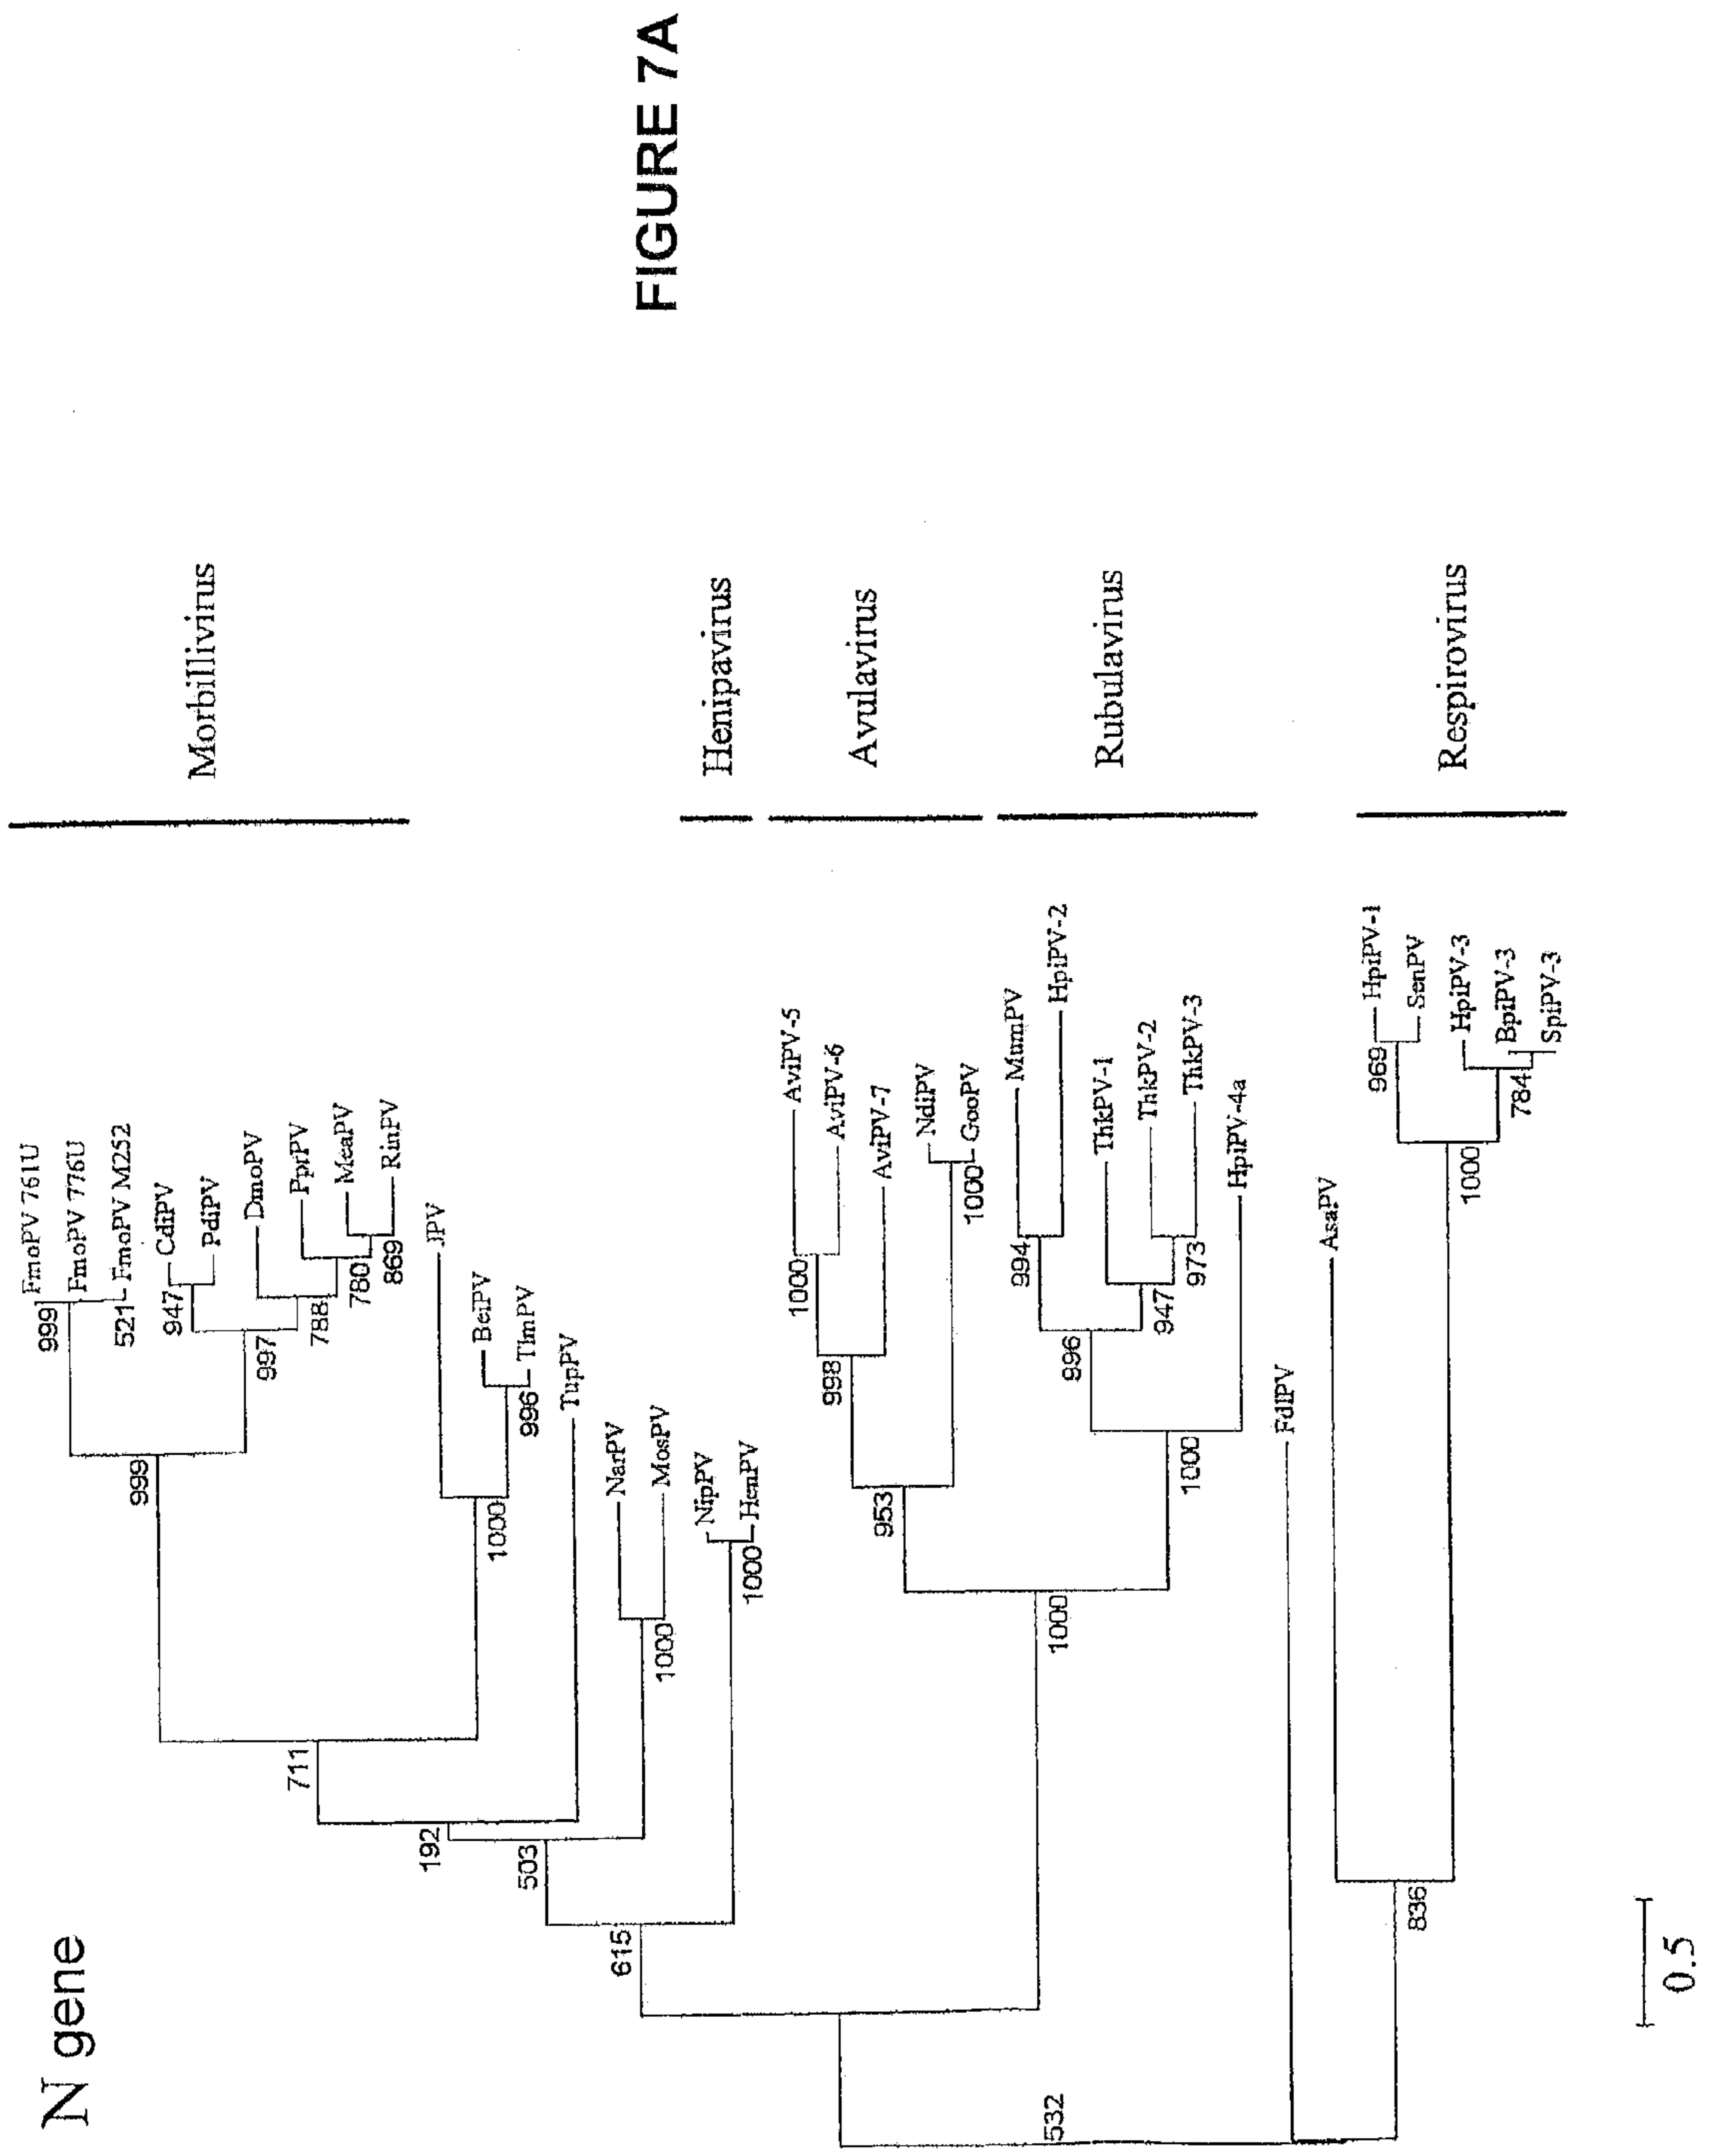 N gene
FmoPV 761U
999
FmoPV 776U
521
FmoPV M252
999
CdiPV
947
PdiPV
997
DmoPV
788
PprPV
780
MeaPV
869
RinPV
711
JPV
1000
BeiPV
996
TlmPV
192
TupPV
503
NarPV
1000
MosPV
615
NipPV
1000
HenPV
AviPV-5
1000
AviPV-6
998
AviPV-7
953
NdiPV
1000
GooPV
1000
MumPV
994
HpiPV-2
996
ThkPV-1
947
ThkPV-2
973
ThkPV-3
1000
HpiPV-4a
532
FdlPV
AsaPV
836
HpiPV-1
969
SenPV
1000
HpiPV-3
784
BpiPV-3
SpiPV-3
Morbillivirus
Henipavirus
Avulavirus
Rubulavirus
Respirovirus
0.5
FIGURE 7A